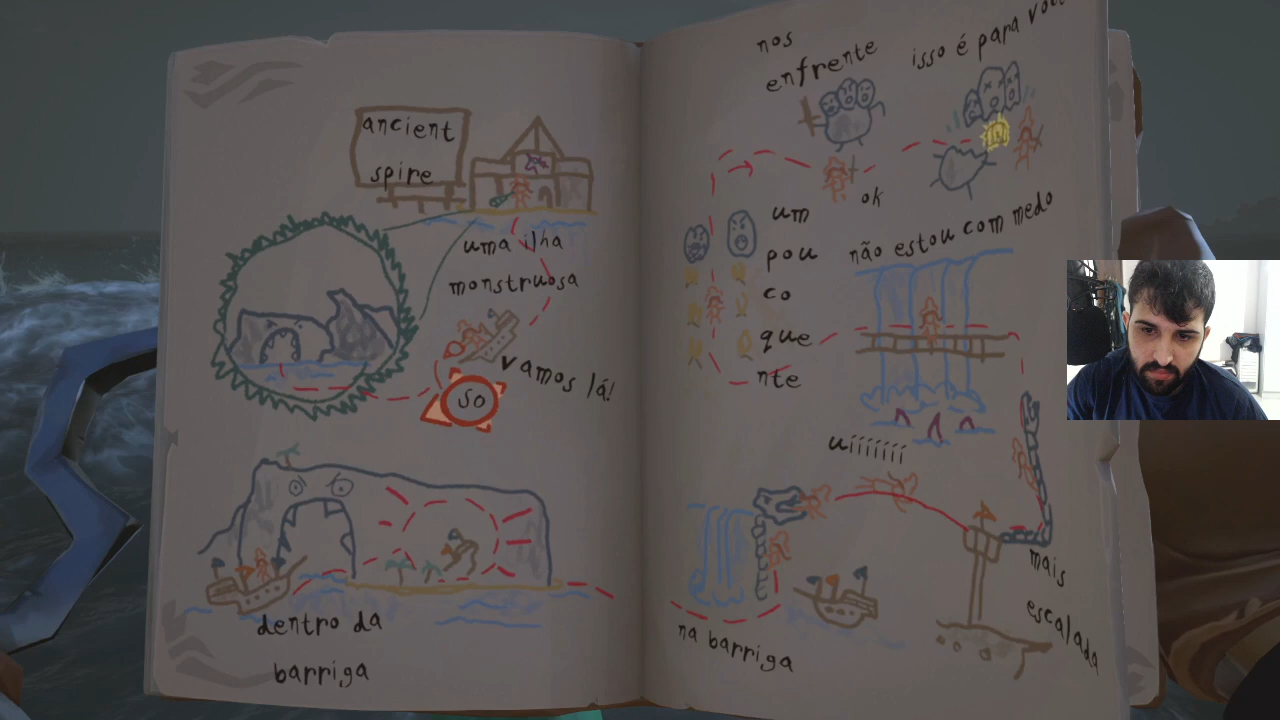 ancient
spire
uma ilha
monstruosa
vamos lá!
so
dentro da
barriga
nos
enfrente
isso é para você
ok
um
pou
co
que
nte
não estou com medo
uíííííí
mais
escalada
na barriga